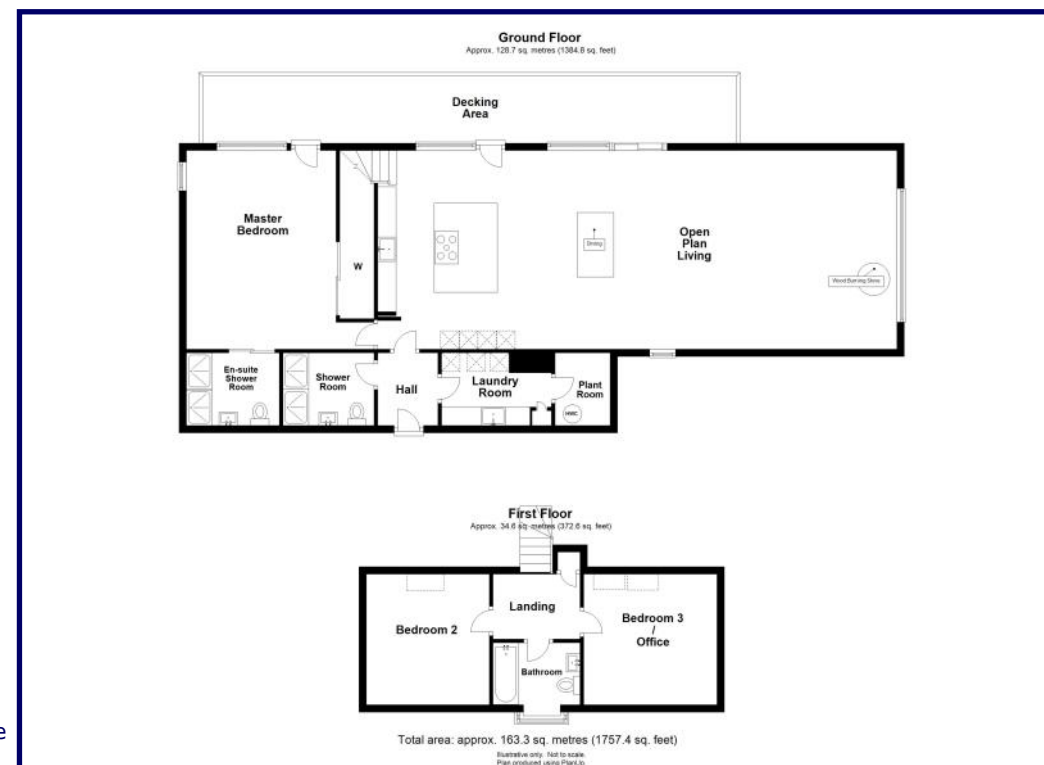 Ground Floor
Approx. 128.7 sq. metres (1384.8 sq. feet)
Decking
Area
Master
Bedroom
W
Dining
Open
Plan
Living
Wood Burning Stove
En-suite
Shower
Room
Shower
Room
Hall
Laundry
Room
Plant
Room
HWC
First Floor
Approx. 34.6 sq. metres (372.6 sq. feet)
Landing
Bedroom 2
Bedroom 3
/
Office
Bathroom
e
Total area: approx. 163.3 sq. metres (1757.4 sq. feet)
Illustrative only. Not to scale.
Plan produced using PlanUp.